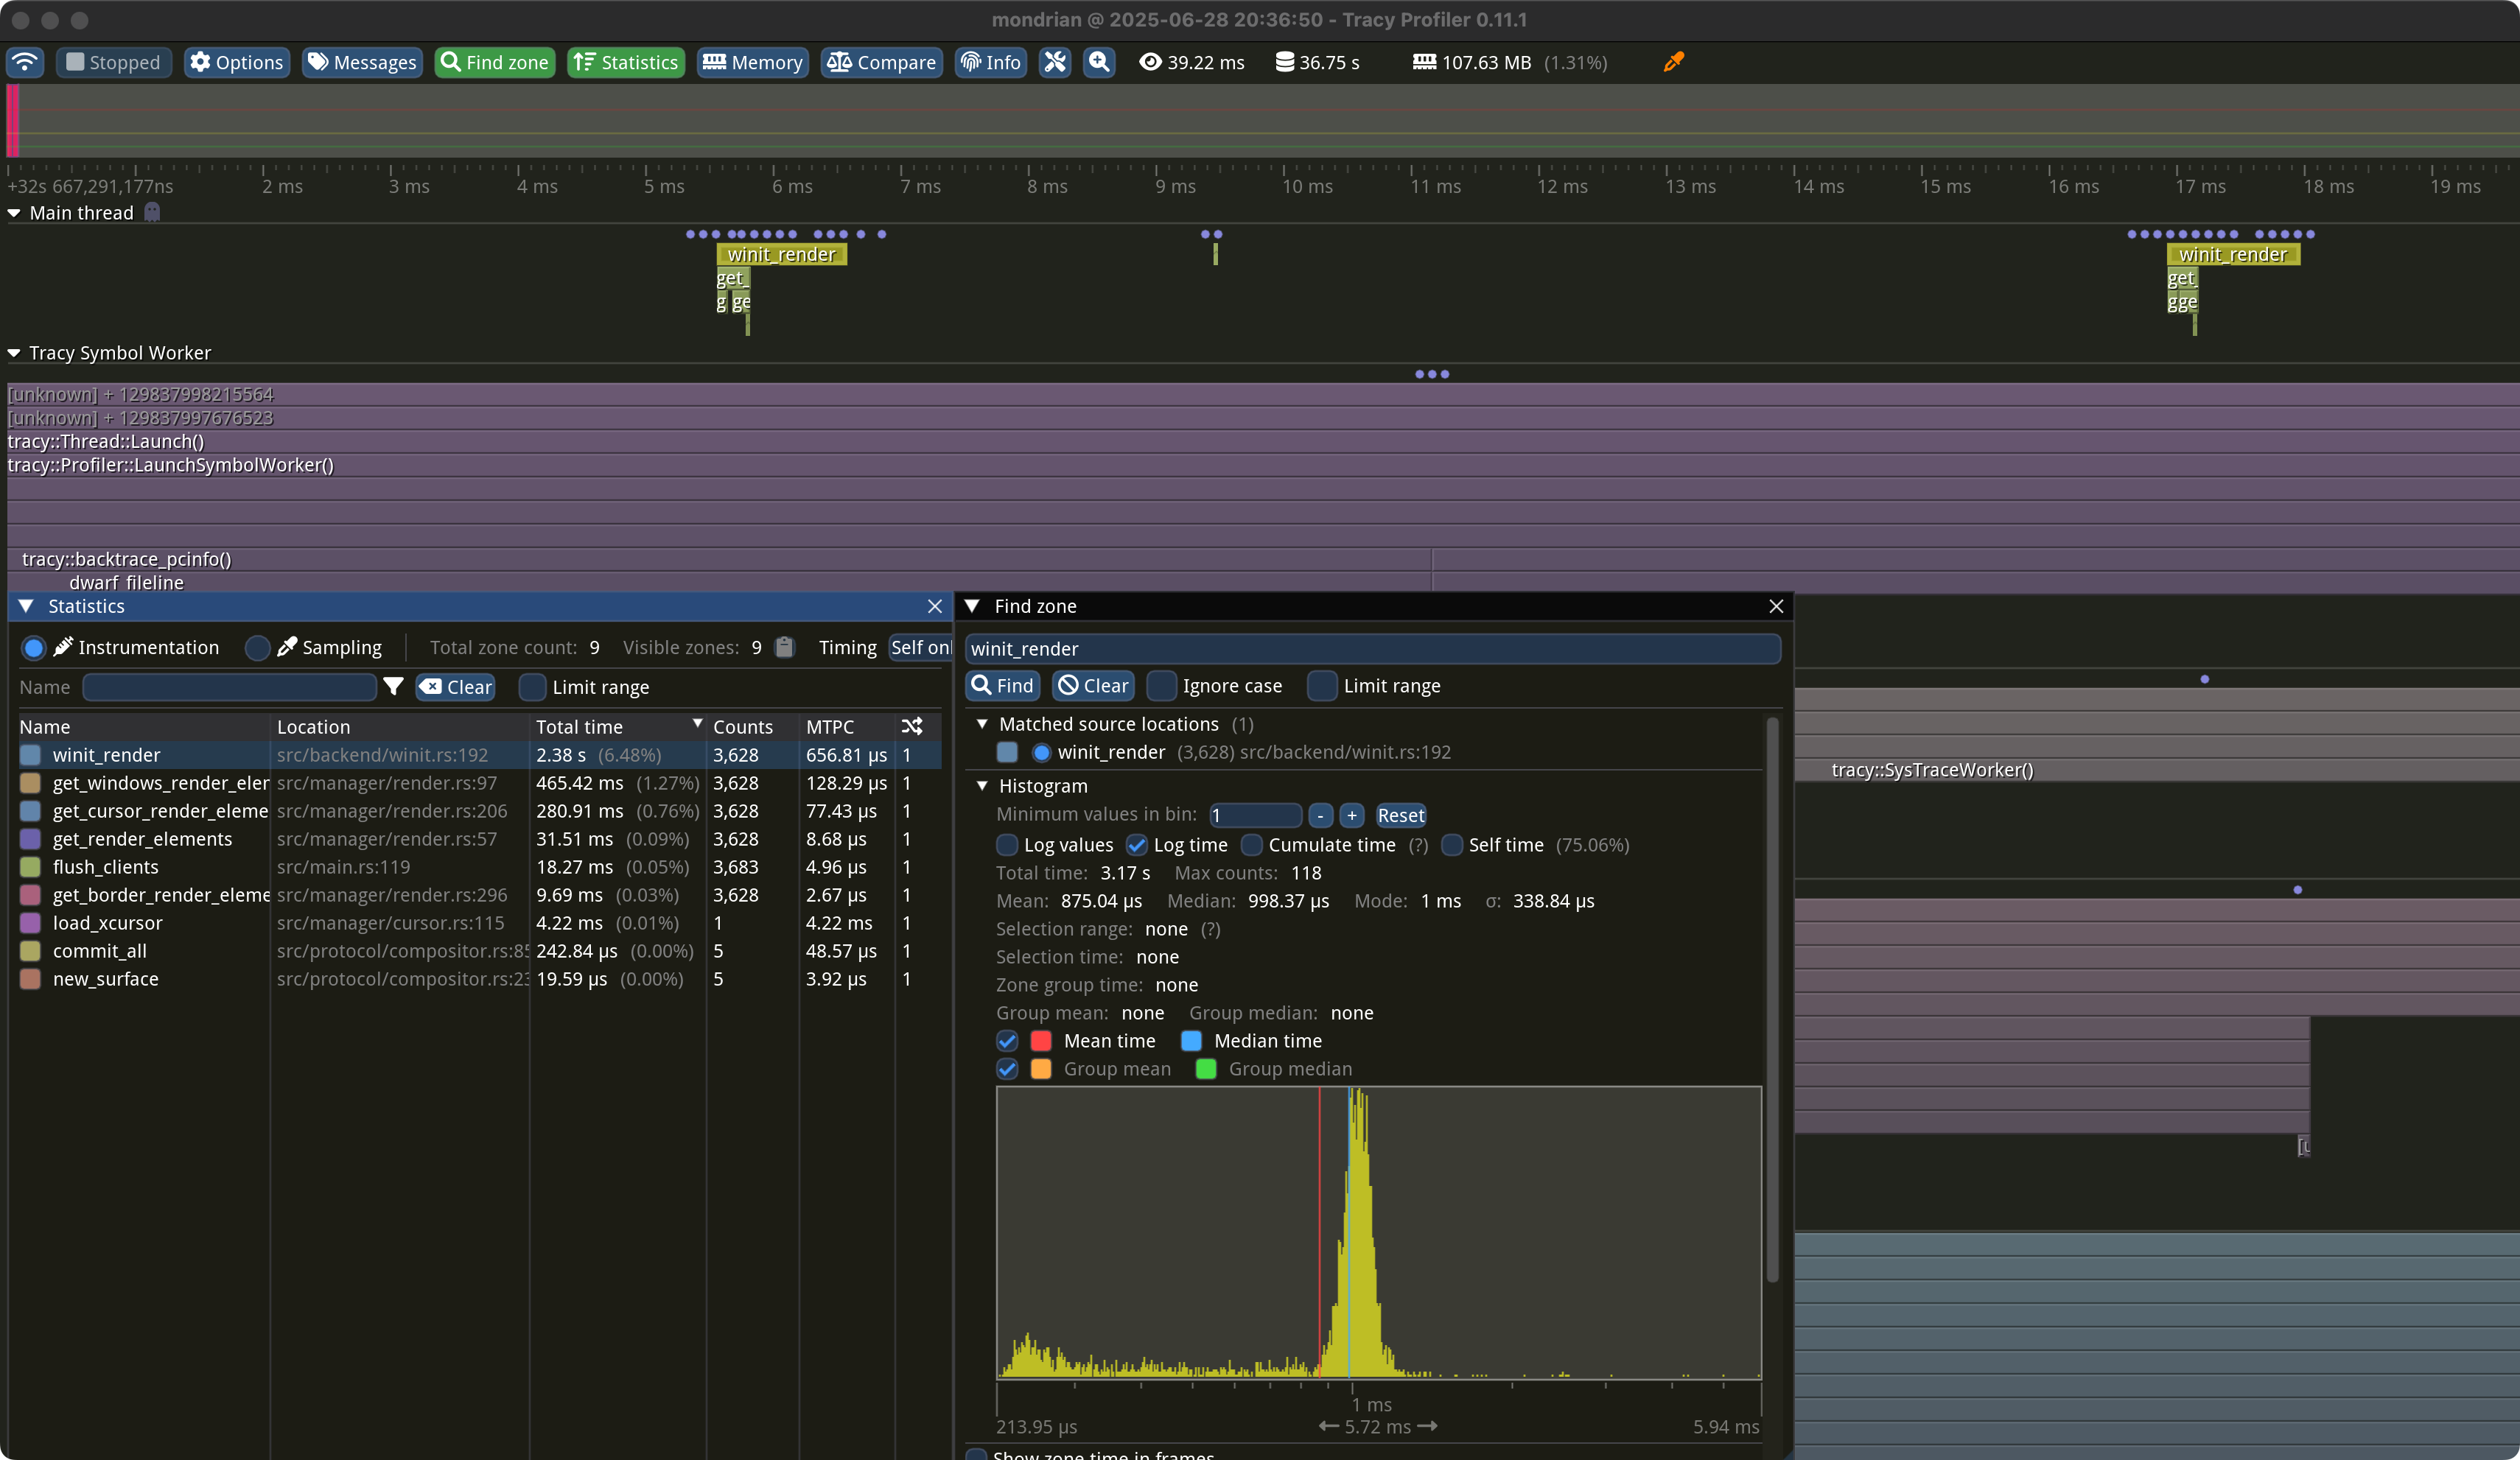 mondrian @ 2025-06-28 20:36:50 - Tracy Profiler 0.11.1
Stopped Options Messages Find zone Statistics Memory Compare Info 39.22 ms 36.75 s 107.63 MB (1.31%)
+32s 667,291,177ns 2 ms 3 ms 4 ms 5 ms 6 ms 7 ms 8 ms 9 ms 10 ms 11 ms 12 ms 13 ms 14 ms 15 ms 16 ms 17 ms 18 ms 19 ms
Main thread
winit_render winit_render
get_ get_
g ge gge
Tracy Symbol Worker
[unknown] + 129837998215564
[unknown] + 129837997676523
tracy::Thread::Launch()
tracy::Profiler::LaunchSymbolWorker()
tracy::backtrace_pcinfo()
dwarf_fileline
Statistics
Instrumentation Sampling Total zone count: 9 Visible zones: 9 Timing Self onl
Name Clear Limit range
Name Location Total time Counts MTPC
winit_render src/backend/winit.rs:192 2.38 s (6.48%) 3,628 656.81 µs 1
get_windows_render_eler src/manager/render.rs:97 465.42 ms (1.27%) 3,628 128.29 µs 1
get_cursor_render_eleme src/manager/render.rs:206 280.91 ms (0.76%) 3,628 77.43 µs 1
get_render_elements src/manager/render.rs:57 31.51 ms (0.09%) 3,628 8.68 µs 1
flush_clients src/main.rs:119 18.27 ms (0.05%) 3,683 4.96 µs 1
get_border_render_eleme src/manager/render.rs:296 9.69 ms (0.03%) 3,628 2.67 µs 1
load_xcursor src/manager/cursor.rs:115 4.22 ms (0.01%) 1 4.22 ms 1
commit_all src/protocol/compositor.rs:85 242.84 µs (0.00%) 5 48.57 µs 1
new_surface src/protocol/compositor.rs:23 19.59 µs (0.00%) 5 3.92 µs 1
Find zone
winit_render
Find Clear Ignore case Limit range
Matched source locations (1)
winit_render (3,628) src/backend/winit.rs:192
Histogram
Minimum values in bin: 1 - + Reset
Log values Log time Cumulate time (?) Self time (75.06%)
Total time: 3.17 s Max counts: 118
Mean: 875.04 µs Median: 998.37 µs Mode: 1 ms σ: 338.84 µs
Selection range: none (?)
Selection time: none
Zone group time: none
Group mean: none Group median: none
Mean time Median time
Group mean Group median
1 ms
213.95 µs 5.72 ms 5.94 ms
Show zone time in frames
tracy::SysTraceWorker()